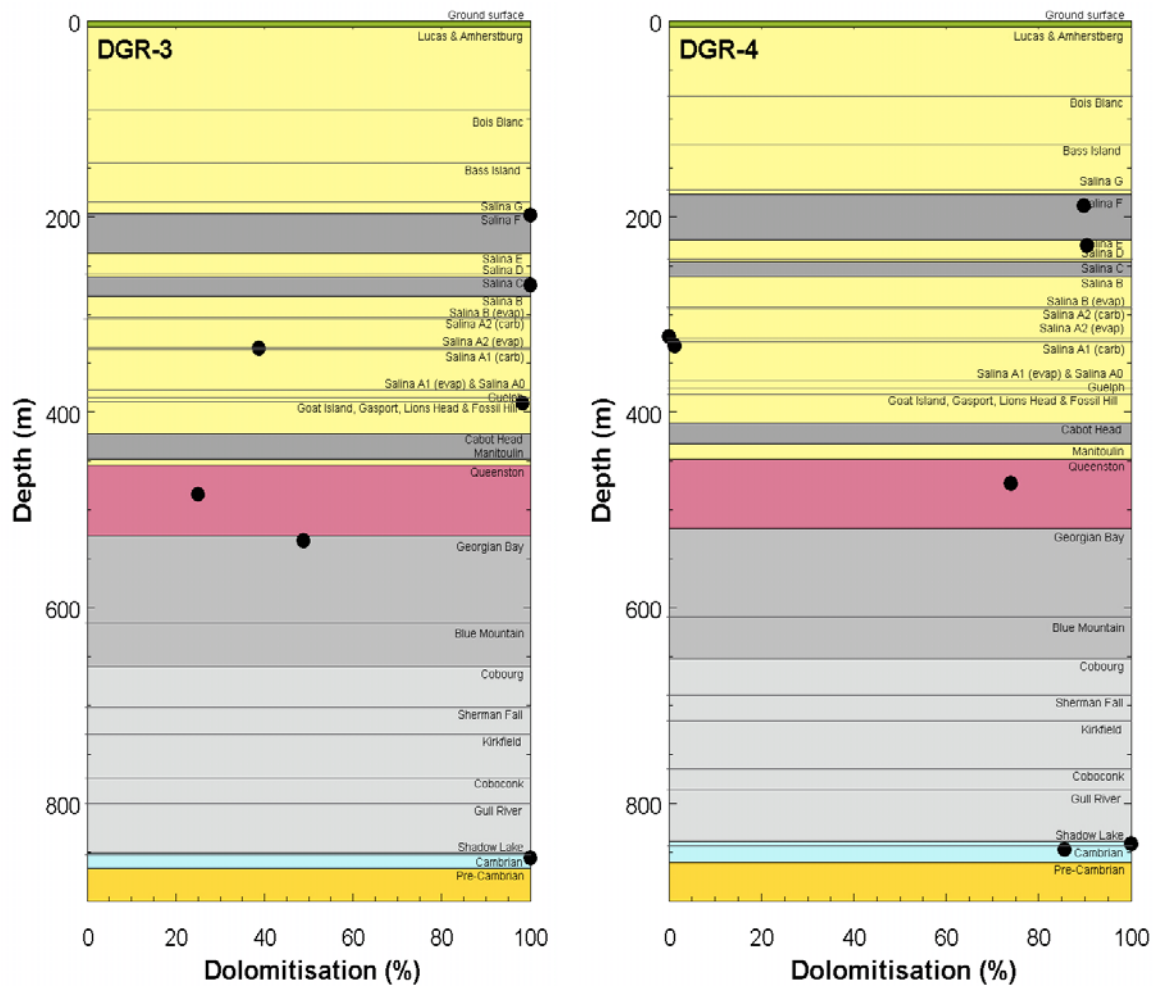 DGR-3
Ground surface
Lucas & Amherstburg
Bois Blanc
Bass Island
Salina G
Salina F
Salina E
Salina D
Salina C
Salina B
Salina B (evap)
Salina A2 (carb)
Salina A2 (evap)
Salina A1 (carb)
Salina A1 (evap) & Salina A0
Guelph
Goat Island, Gasport, Lions Head & Fossil Hill
Cabot Head
Manitoulin
Queenston
Georgian Bay
Blue Mountain
Cobourg
Sherman Fall
Kirkfield
Coboconk
Gull River
Shadow Lake
Cambrian
Pre-Cambrian
0
200
400
600
800
Depth (m)
0 20 40 60 80 100
Dolomitisation (%)
DGR-4
Ground surface
Lucas & Amherstberg
Bois Blanc
Bass Island
Salina G
Salina F
Salina E
Salina D
Salina C
Salina B
Salina B (evap)
Salina A2 (carb)
Salina A2 (evap)
Salina A1 (carb)
Salina A1 (evap) & Salina A0
Guelph
Goat Island, Gasport, Lions Head & Fossil Hill
Cabot Head
Manitoulin
Queenston
Georgian Bay
Blue Mountain
Cobourg
Sherman Fall
Kirkfield
Coboconk
Gull River
Shadow Lake
Cambrian
Pre-Cambrian
0
200
400
600
800
Depth (m)
0 20 40 60 80 100
Dolomitisation (%)